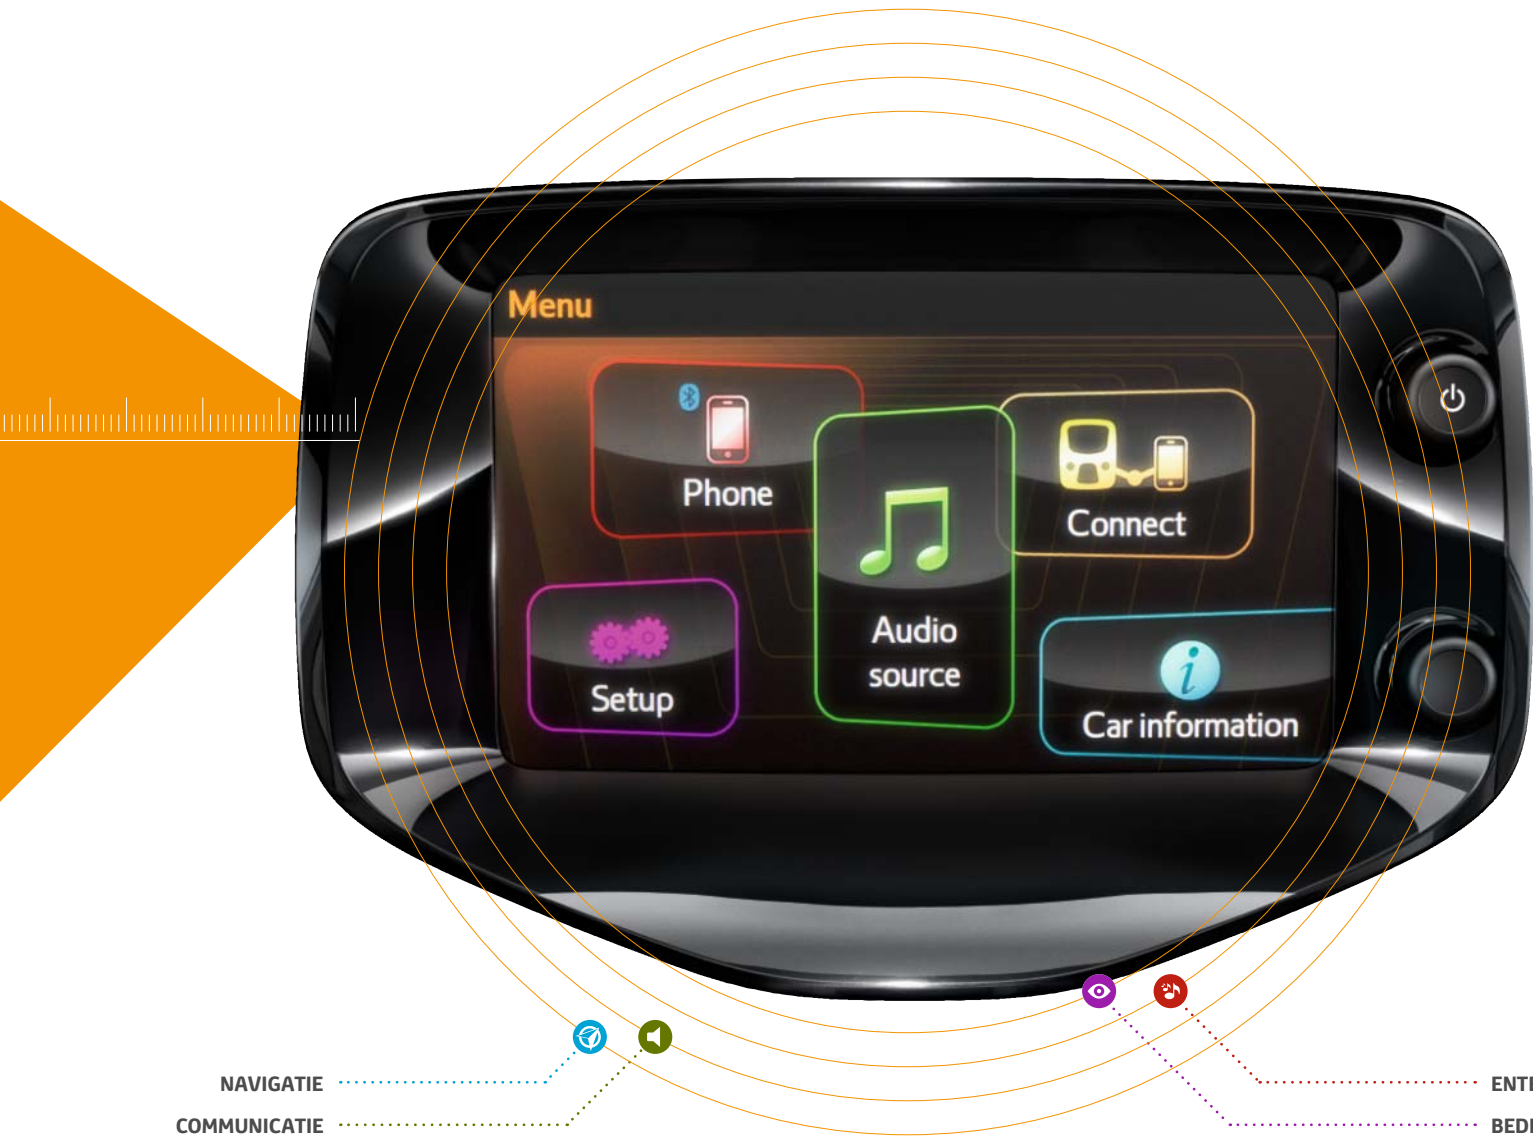 Menu
Phone
Connect
Audio
source
Setup
Car information
NAVIGATIE
COMMUNICATIE